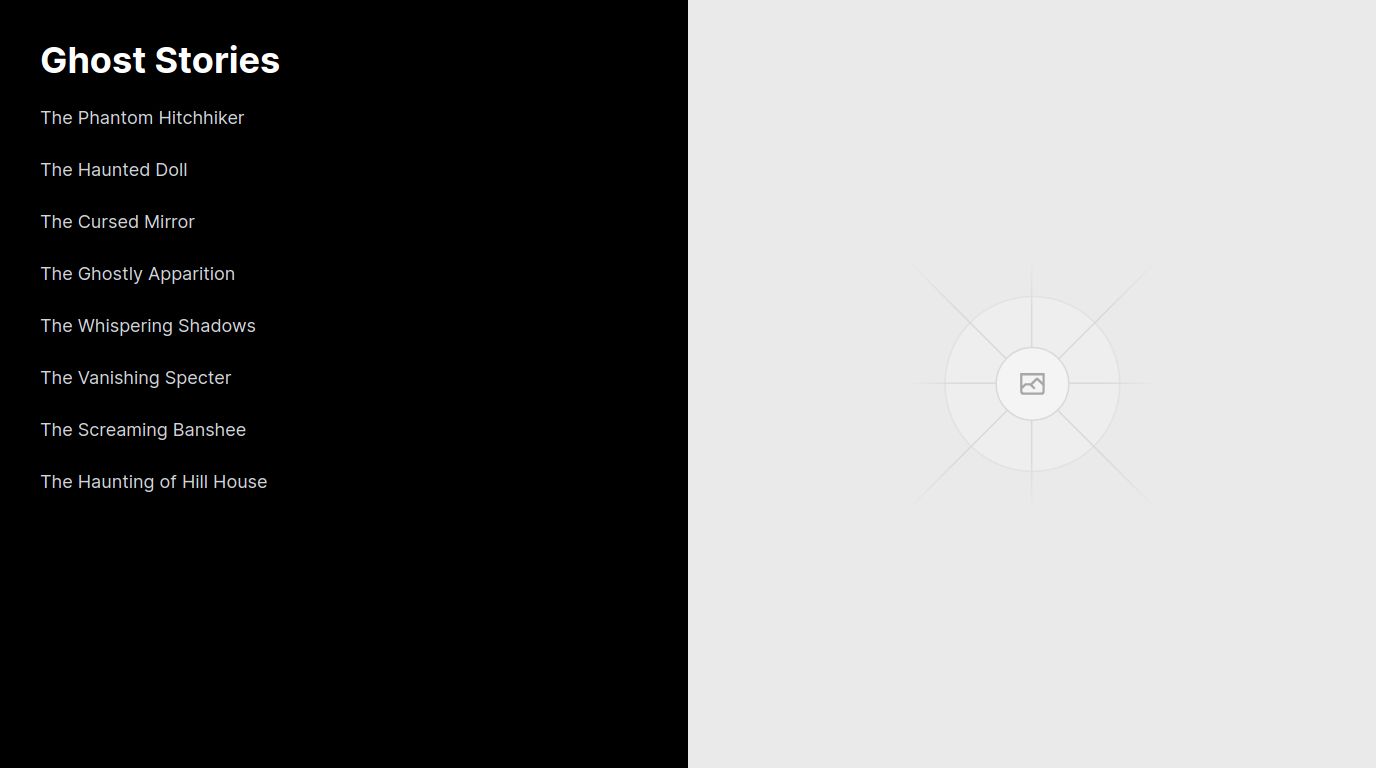 Ghost Stories
The Phantom Hitchhiker
The Haunted Doll
The Cursed Mirror
The Ghostly Apparition
The Whispering Shadows
The Vanishing Specter
The Screaming Banshee
The Haunting of Hill House